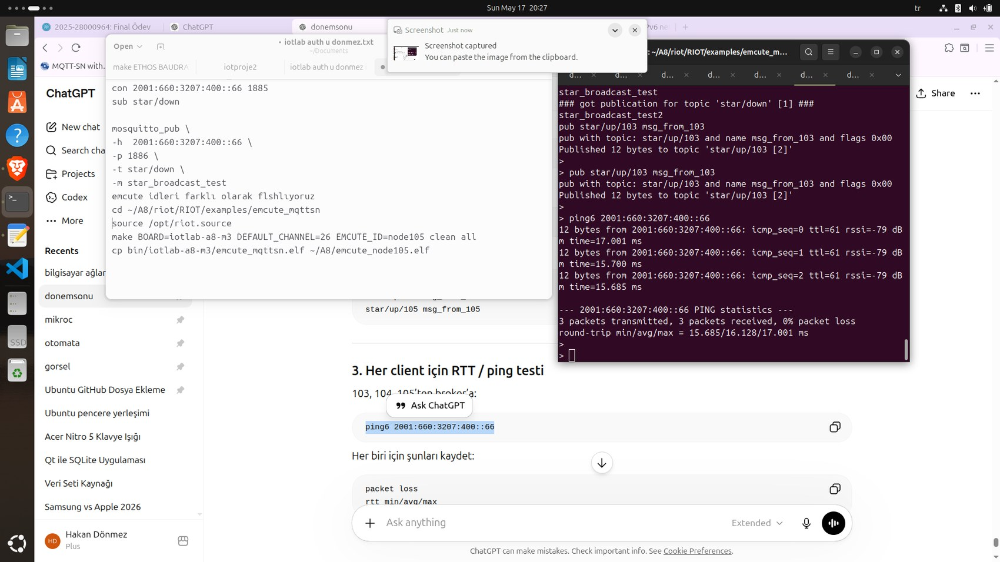 Sun May 17 20:27
tr
2025-28000964: Final Ödev
ChatGPT
donemsonu
MQTT-SN with.
Open
• iotlab auth u donmez.txt
~/Documents
make ETHOS BAUDRA
iotproje2
iotlab auth u donmez
con 2001:660:3207:400::66 1885
sub star/down
mosquitto_pub \
-h  2001:660:3207:400::66 \
-p 1886 \
-t star/down \
-m star_broadcast_test
emcute idleri farklı olarak flshlıyoruz
cd ~/A8/riot/RIOT/examples/emcute_mqttsn
source /opt/riot.source
make BOARD=iotlab-a8-m3 DEFAULT_CHANNEL=26 EMCUTE_ID=node105 clean all
cp bin/iotlab-a8-m3/emcute_mqttsn.elf ~/A8/emcute_node105.elf
Screenshot Just now
Screenshot captured
You can paste the image from the clipboard.
: ~/A8/riot/RIOT/examples/emcute_m...
d...
d...
d...
d...
d...
d...
d...
star_broadcast_test
### got publication for topic 'star/down' [1] ###
star_broadcast_test2
pub star/up/103 msg_from_103
pub with topic: star/up/103 and name msg_from_103 and flags 0x00
Published 12 bytes to topic 'star/up/103 [2]'
>
> pub star/up/103 msg_from_103
pub with topic: star/up/103 and name msg_from_103 and flags 0x00
Published 12 bytes to topic 'star/up/103 [2]'
>
> ping6 2001:660:3207:400::66
12 bytes from 2001:660:3207:400::66: icmp_seq=0 ttl=61 rssi=-79 dB
m time=17.001 ms
12 bytes from 2001:660:3207:400::66: icmp_seq=1 ttl=61 rssi=-79 dB
m time=15.700 ms
12 bytes from 2001:660:3207:400::66: icmp_seq=2 ttl=61 rssi=-79 dB
m time=15.685 ms
--- 2001:660:3207:400::66 PING statistics ---
3 packets transmitted, 3 packets received, 0% packet loss
round-trip min/avg/max = 15.685/16.128/17.001 ms
>
>
ChatGPT
New chat
Search cha
Projects
Codex
More
Recents
bilgisayar ağlar
donemsonu
mikroc
otomata
gorsel
Ubuntu GitHub Dosya Ekleme
Ubuntu pencere yerleşimi
Acer Nitro 5 Klavye Işığı
Qt ile SQLite Uygulaması
Veri Seti Kaynağı
Samsung vs Apple 2026
HD
Hakan Dönmez
Plus
SSD
Share
star/up/105 msg_from_105
3. Her client için RTT / ping testi
103, 104, 105'ten broker'a:
Ask ChatGPT
ping6 2001:660:3207:400::66
Her biri için şunları kaydet:
packet loss
rtt min/avg/max
Ask anything
Extended
ChatGPT can make mistakes. Check important info. See Cookie Preferences.